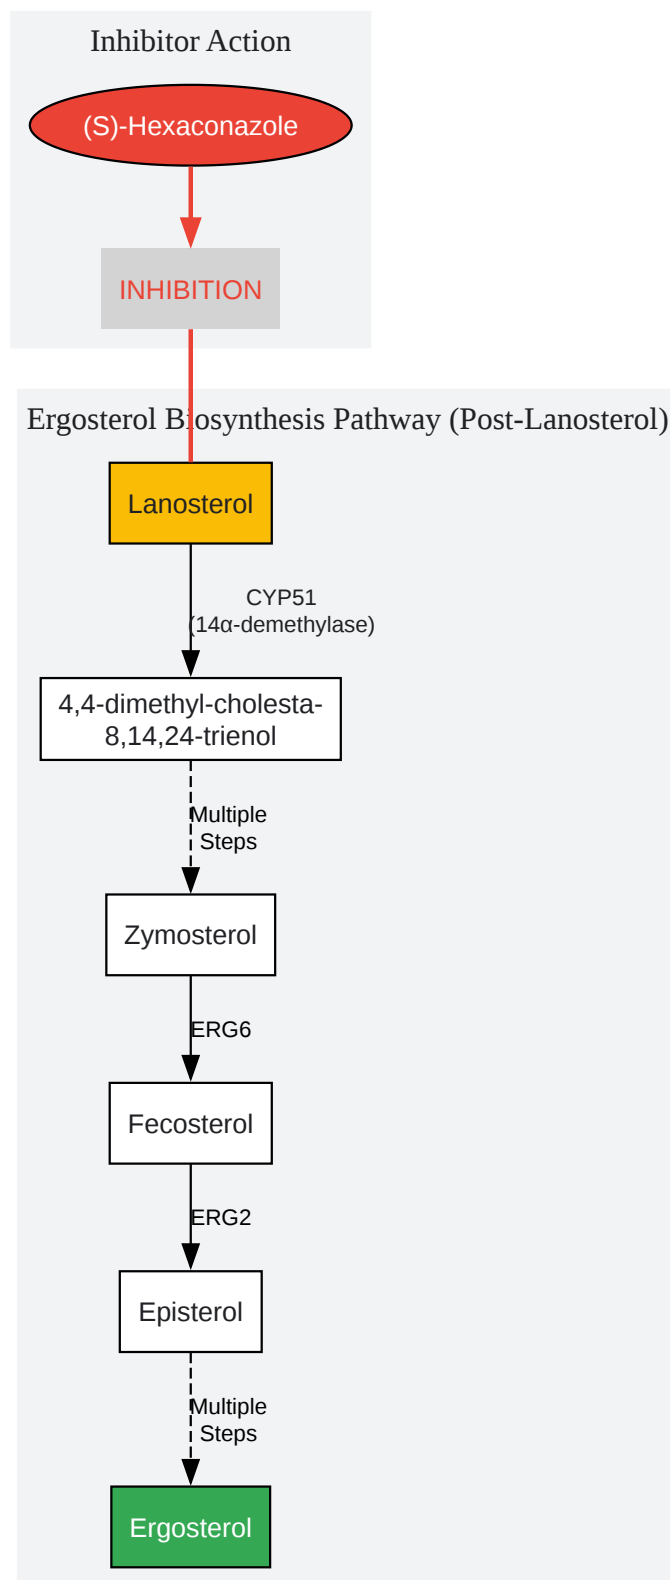 Inhibitor Action
(S)-Hexaconazole
INHIBITION
Ergosterol Biosynthesis Pathway (Post-Lanosterol)
Lanosterol
CYP51
(14α-demethylase)
4,4-dimethyl-cholesta-
8,14,24-trienol
Multiple
Steps
Zymosterol
ERG6
Fecosterol
ERG2
Episterol
Multiple
Steps
Ergosterol